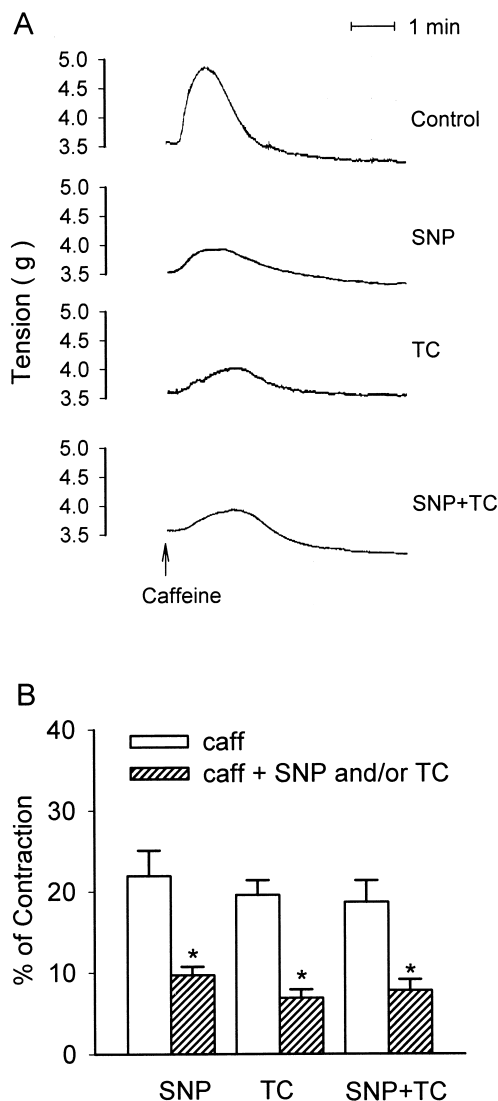 A
1 min
5.0
4.5
4.0
3.5
Control
5.0
4.5
4.0
3.5
SNP
Tension ( g )
5.0
4.5
4.0
3.5
TC
5.0
4.5
4.0
3.5
SNP+TC
Caffeine
B
40
30
20
10
0
% of Contraction
caff
caff + SNP and/or TC
*
*
*
SNP TC SNP+TC